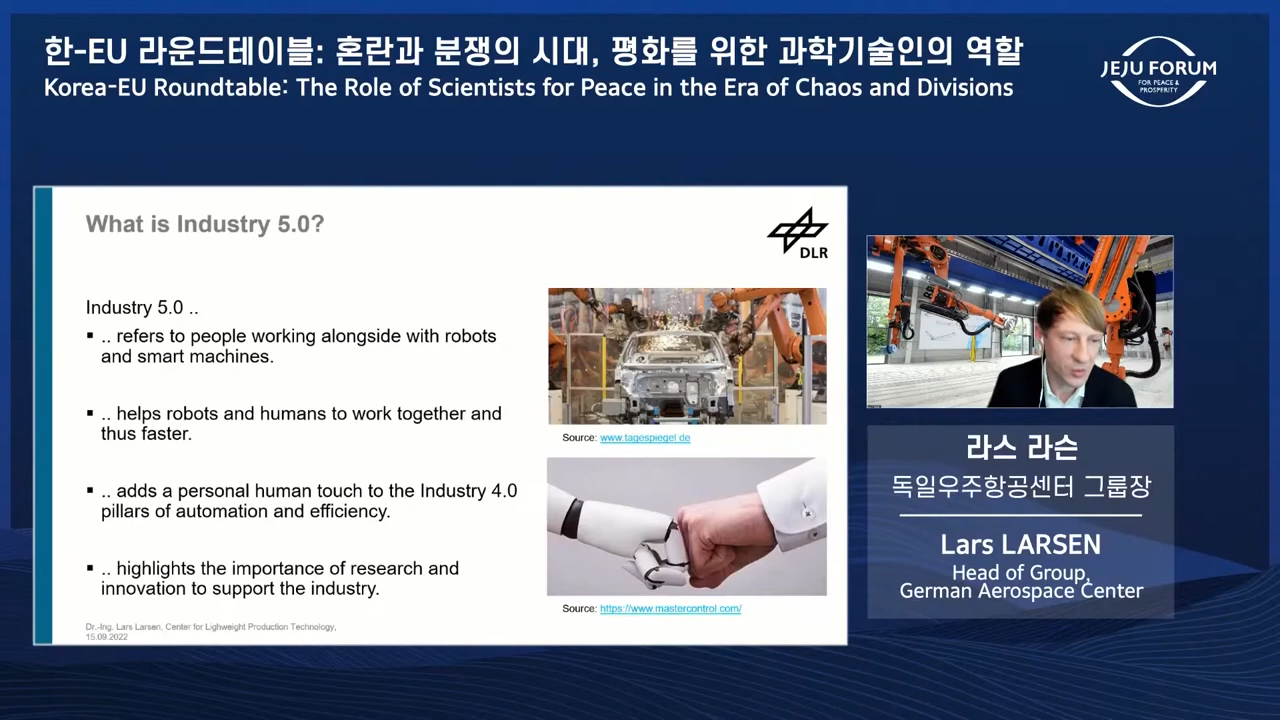 한-EU 라운드테이블: 혼란과 분쟁의 시대, 평화를 위한 과학기술인의 역할
Korea-EU Roundtable: The Role of Scientists for Peace in the Era of Chaos and Divisions
JEJU FORUM
FOR PEACE &
PROSPERITY
What is Industry 5.0?
DLR
Industry 5.0 ..
▪ .. refers to people working alongside with robots
and smart machines.
▪ .. helps robots and humans to work together and
thus faster.
▪ .. adds a personal human touch to the Industry 4.0
pillars of automation and efficiency.
▪ .. highlights the importance of research and
innovation to support the industry.
Source: www.tagespiegel.de
Source: https://www.mastercontrol.com/
Dr.-Ing. Lars Larsen, Center for Lighweight Production Technology,
15.09.2022
라스 라슨
독일우주항공센터 그룹장
Lars LARSEN
Head of Group,
German Aerospace Center